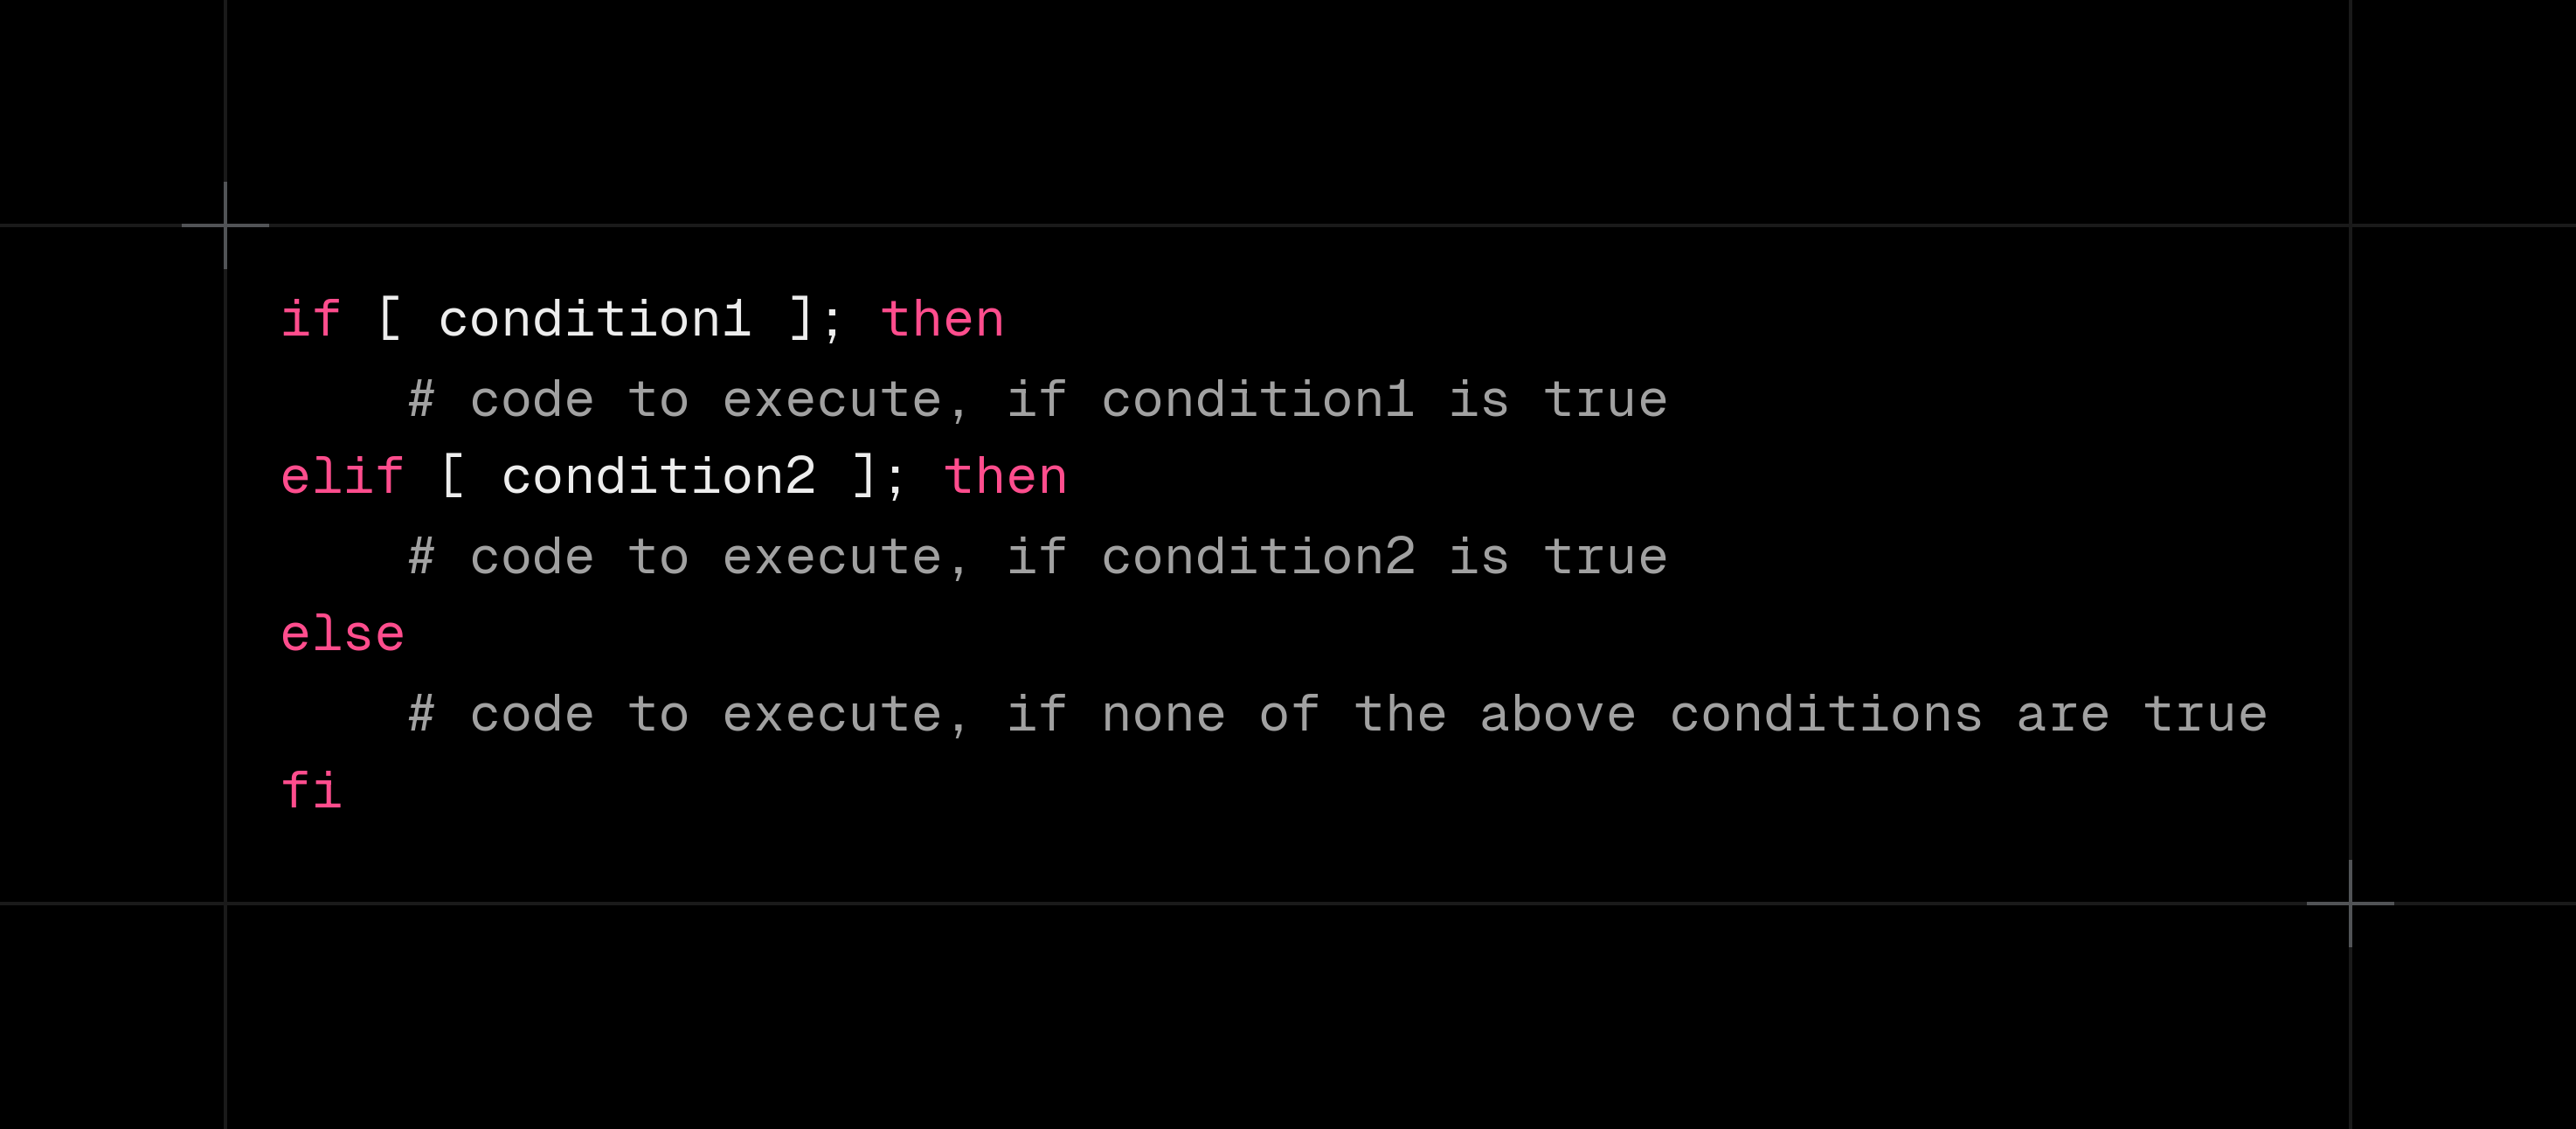 if [ condition1 ]; then
    # code to execute, if condition1 is true
elif [ condition2 ]; then
    # code to execute, if condition2 is true
else
    # code to execute, if none of the above conditions are true
fi